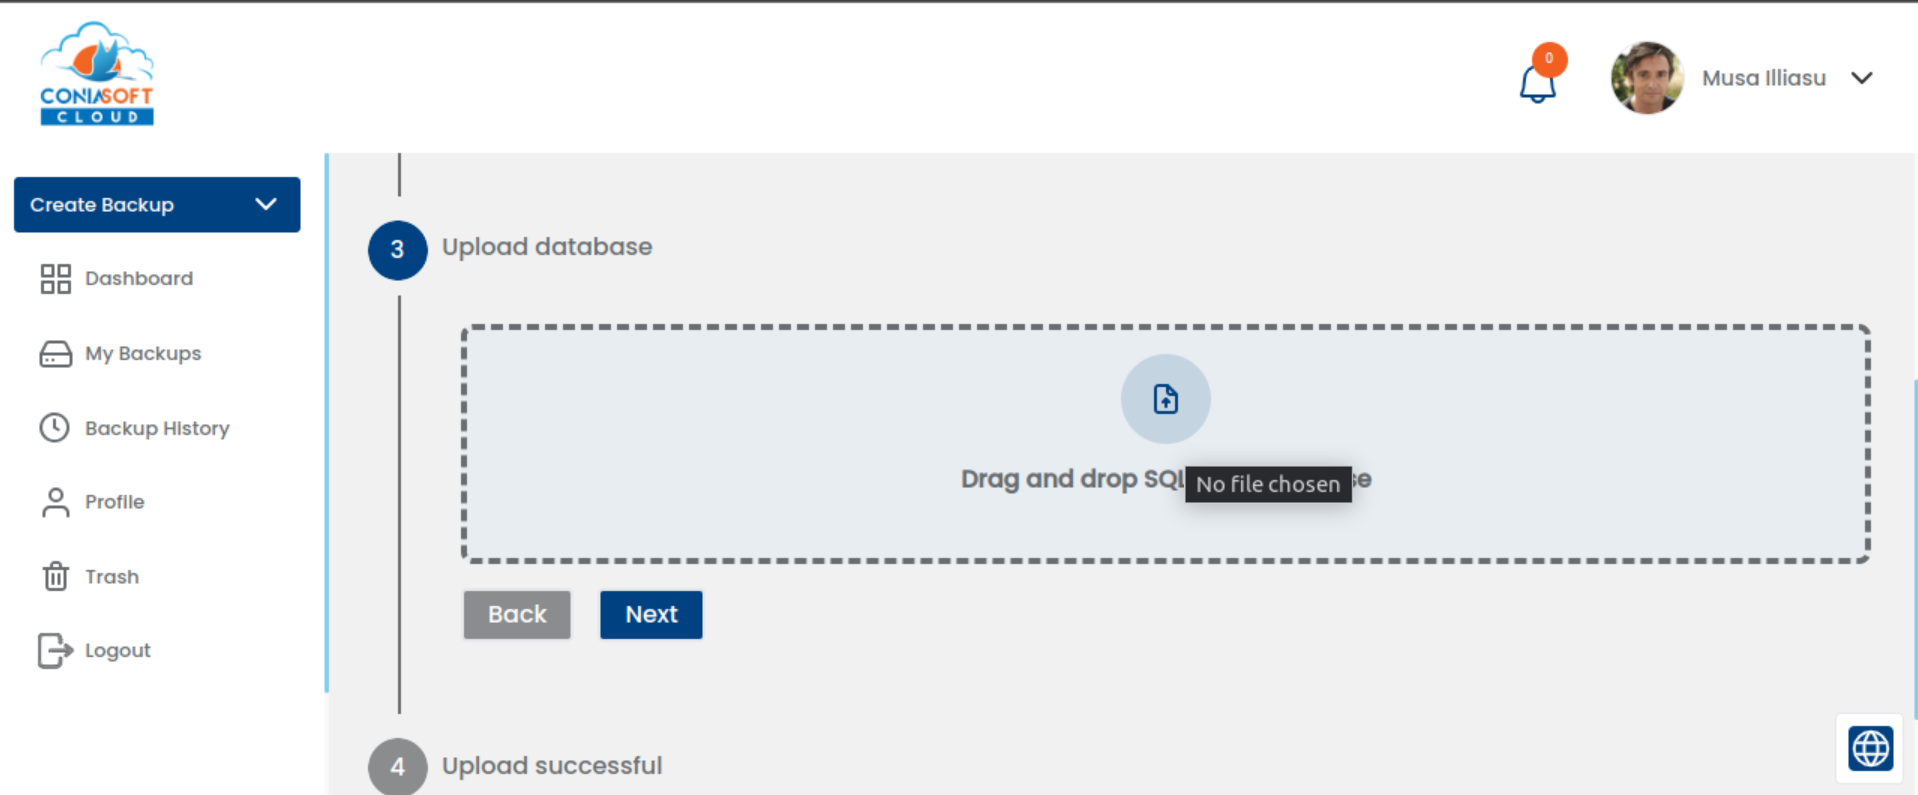 CONIASOFT
CLOUD
0
Musa Illiasu
Create Backup
Dashboard
My Backups
Backup History
Profile
Trash
Logout
3 Upload database
Drag and drop SQL
No file chosen
Back Next
4 Upload successful